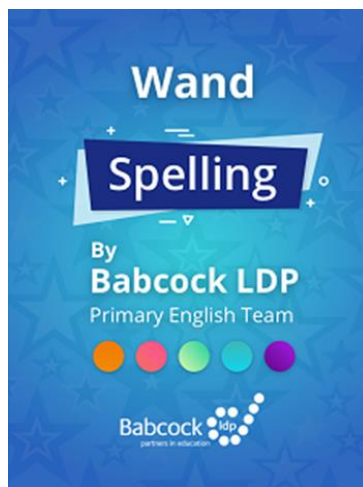 Wand
Spelling
By
Babcock LDP
Primary English Team
Babcock ldp
partners in education